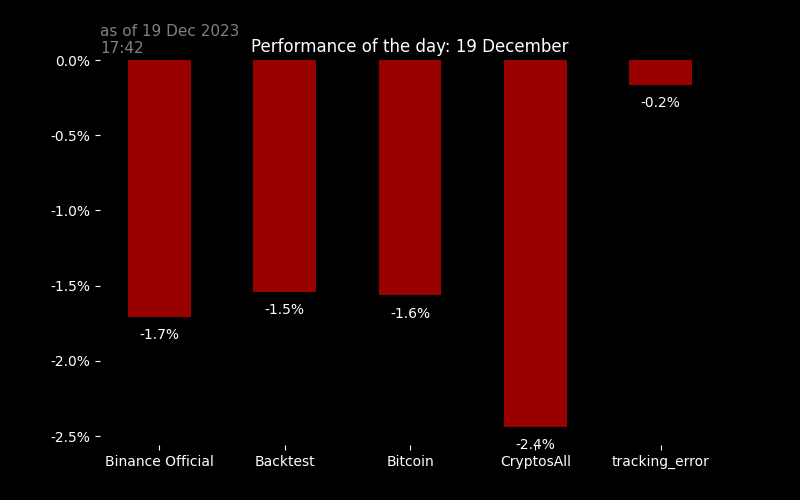 as of 19 Dec 2023
17:42
Performance of the day: 19 December
0.0%
-0.5%
-1.0%
-1.5%
-2.0%
-2.5%
-1.7%
-1.5%
-1.6%
-2.4%
-0.2%
Binance Official
Backtest
Bitcoin
CryptosAll
tracking_error